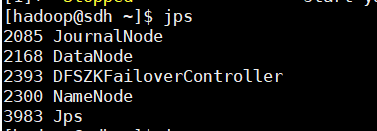 [hadoop@sdh ~]$ jps
2085 JournalNode
2168 DataNode
2393 DFSZKFailoverController
2300 NameNode
3983 Jps